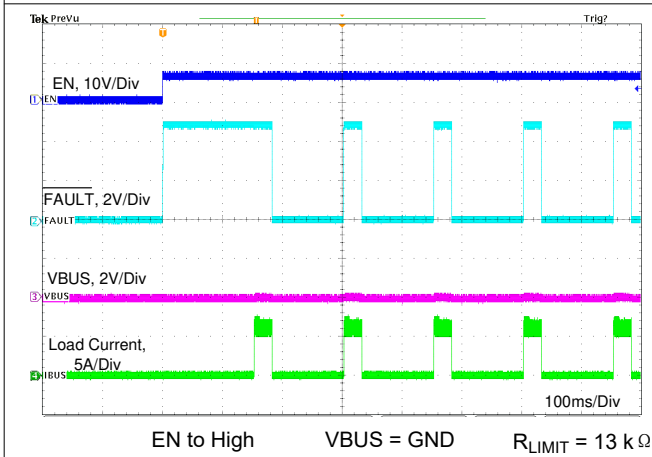 Tek PreVu
Trig?
T
T
EN, 10V/Div
1 EN
FAULT, 2V/Div
2 FAULT
VBUS, 2V/Div
3 VBUS
Load Current,
5A/Div
IBUS
100ms/Div
EN to High VBUS = GND RLIMIT = 13 kΩ